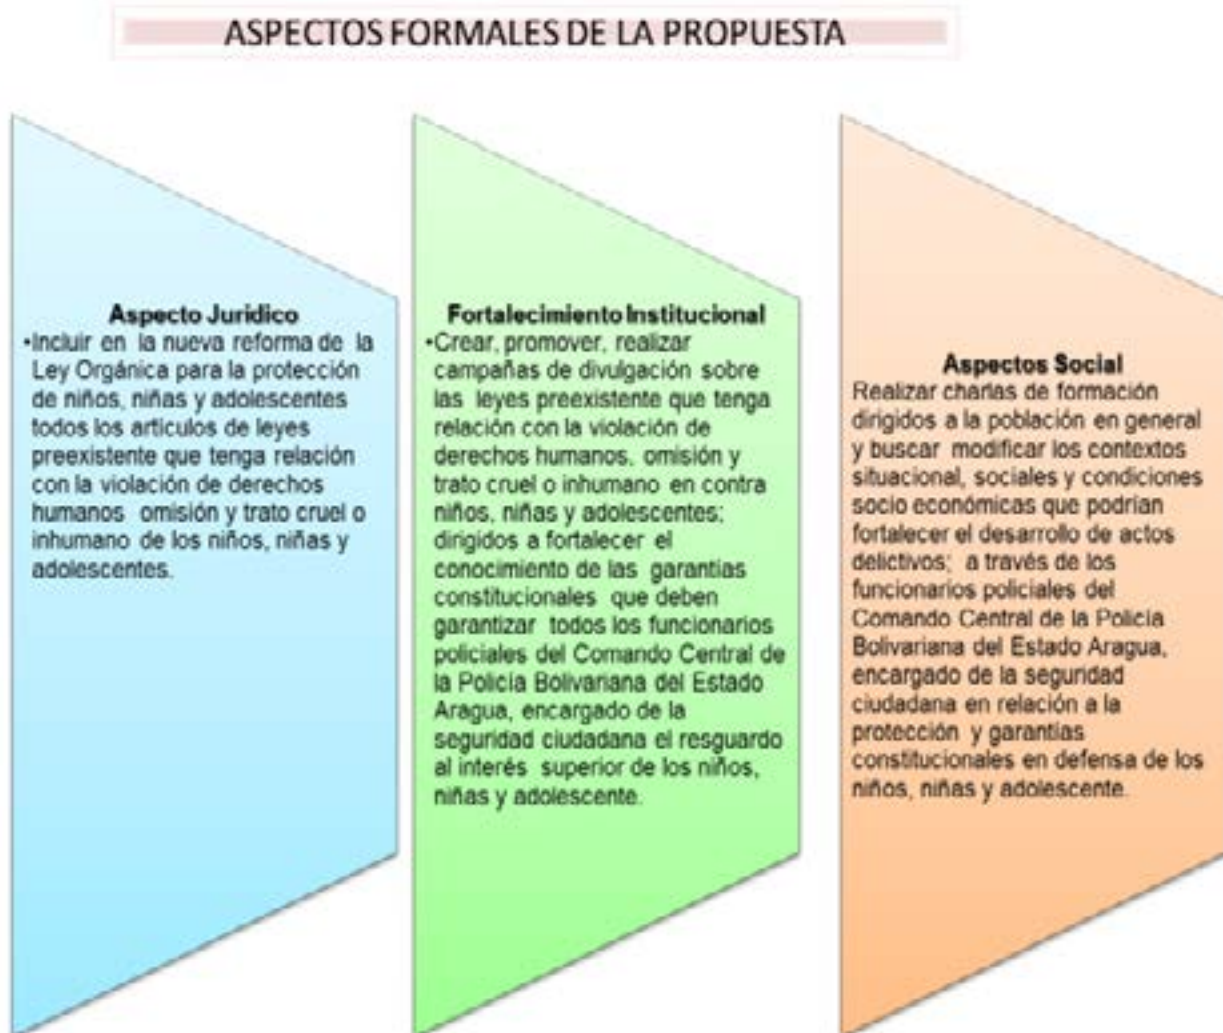 ASPECTOS FORMALES DE LA PROPUESTA
Aspecto Jurídico
•Incluir en la nueva reforma de la
Ley Orgánica para la protección
de niños, niñas y adolescentes
todos los artículos de leyes
preexistente que tenga relación
con la violación de derechos
humanos omisión y trato cruel o
inhumano de los niños, niñas y
adolescentes.
Fortalecimiento Institucional
•Crear, promover, realizar
campañas de divulgación sobre
las leyes preexistente que tenga
relación con la violación de
derechos humanos, omisión y
trato cruel o inhumano en contra
niños, niñas y adolescentes;
dirigidos a fortalecer el
conocimiento de las garantías
constitucionales que deben
garantizar todos los funcionarios
policiales del Comando Central de
la Policía Bolivariana del Estado
Aragua, encargado de la
seguridad ciudadana el resguardo
al interés superior de los niños,
niñas y adolescente.
Aspectos Social
Realizar charlas de formación
dirigidos a la población en general
y buscar modificar los contextos
situacional, sociales y condiciones
socio económicas que podrían
fortalecer el desarrollo de actos
delictivos; a través de los
funcionarios policiales del
Comando Central de la Policía
Bolivariana del Estado Aragua,
encargado de la seguridad
ciudadana en relación a la
protección y garantías
constitucionales en defensa de los
niños, niñas y adolescente.